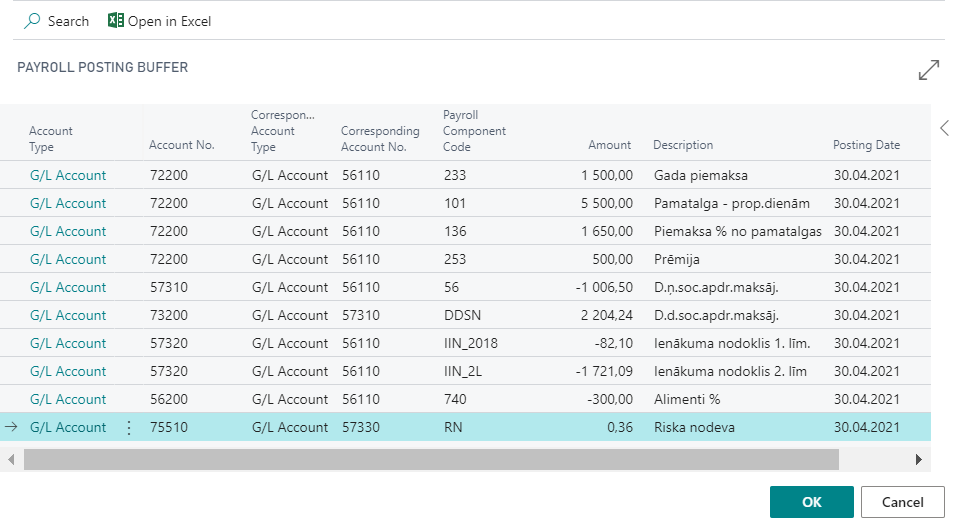 Search Open in Excel
PAYROLL POSTING BUFFER
Account Type Account No. Correspon... Account Type Corresponding Account No. Payroll Component Code Amount Description Posting Date
G/L Account 72200 G/L Account 56110 233 1 500,00 Gada piemaksa 30.04.2021
G/L Account 72200 G/L Account 56110 101 5 500,00 Pamatalga - prop.dienām 30.04.2021
G/L Account 72200 G/L Account 56110 136 1 650,00 Piemaksa % no pamatalgas 30.04.2021
G/L Account 72200 G/L Account 56110 253 500,00 Prēmija 30.04.2021
G/L Account 57310 G/L Account 56110 56 -1 006,50 D.ņ.soc.apdr.maksāj. 30.04.2021
G/L Account 73200 G/L Account 57310 DDSN 2 204,24 D.d.soc.apdr.maksāj. 30.04.2021
G/L Account 57320 G/L Account 56110 IIN_2018 -82,10 Ienākuma nodoklis 1. līm. 30.04.2021
G/L Account 57320 G/L Account 56110 IIN_2L -1 721,09 Ienākuma nodoklis 2. līm 30.04.2021
G/L Account 56200 G/L Account 56110 740 -300,00 Alimenti % 30.04.2021
G/L Account 75510 G/L Account 57330 RN 0,36 Riska nodeva 30.04.2021
OK Cancel